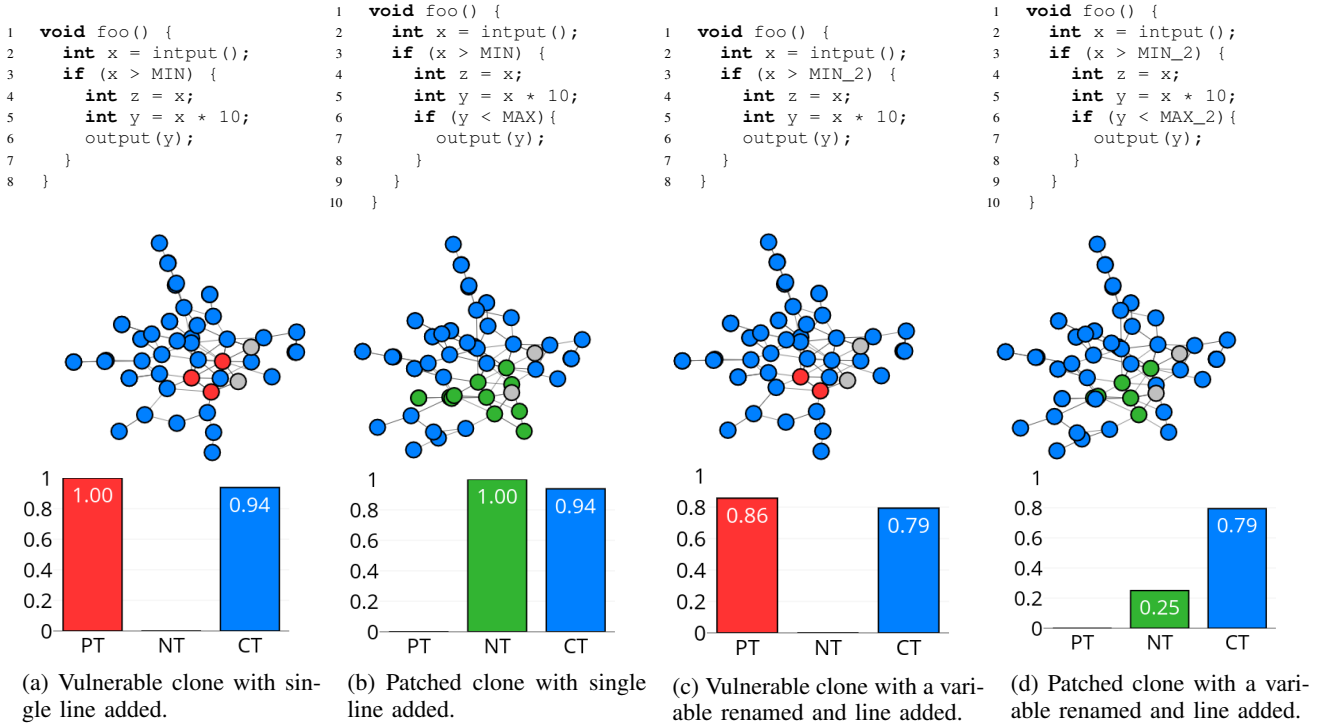 1 void foo() {
2 int x = intput();
3 if (x > MIN) {
4 int z = x;
5 int y = x * 10;
6 output(y);
7 }
8 }
1 void foo() {
2 int x = intput();
3 if (x > MIN) {
4 int z = x;
5 int y = x * 10;
6 if (y < MAX){
7 output(y);
8 }
9 }
10 }
1 void foo() {
2 int x = intput();
3 if (x > MIN_2) {
4 int z = x;
5 int y = x * 10;
6 output(y);
7 }
8 }
1 void foo() {
2 int x = intput();
3 if (x > MIN_2) {
4 int z = x;
5 int y = x * 10;
6 if (y < MAX_2){
7 output(y);
8 }
9 }
10 }
1
0.8
0.6
0.4
0.2
0
1.00
0.94
PT NT CT
(a) Vulnerable clone with sin-
gle line added.
1
0.8
0.6
0.4
0.2
0
1.00
0.94
PT NT CT
(b) Patched clone with single
line added.
1
0.8
0.6
0.4
0.2
0
0.86
0.79
PT NT CT
(c) Vulnerable clone with a vari-
able renamed and line added.
1
0.8
0.6
0.4
0.2
0
0.25
0.79
PT NT CT
(d) Patched clone with a vari-
able renamed and line added.